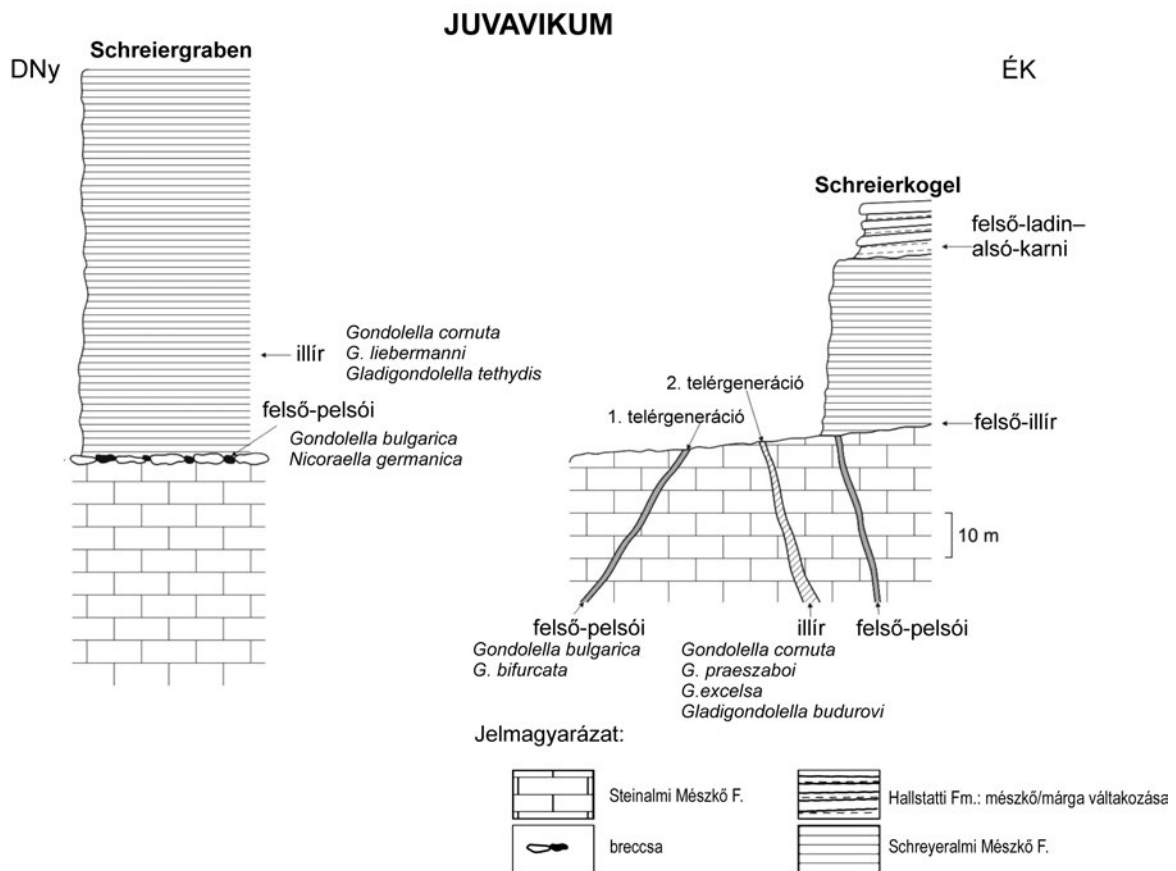 JUVAVIKUM
DNy
Schreiergraben
ÉK
illír
Gondolella cornuta
G. liebermanni
Gladigondolella tethydis
felső-pelsói
Gondolella bulgarica
Nicoraella germanica
Schreierkogel
felső-ladin–
alsó-karni
2. telérgeneráció
1. telérgeneráció
felső-illír
10 m
felső-pelsói
Gondolella bulgarica
G. bifurcata
illír
Gondolella cornuta
G. praeszaboi
G.excelsa
Gladigondolella budurovi
felső-pelsói
Jelmagyarázat:
Steinalmi Mészkő F.
breccsa
Hallstatti Fm.: mészkő/márga váltakozása
Schreyeralmi Mészkő F.